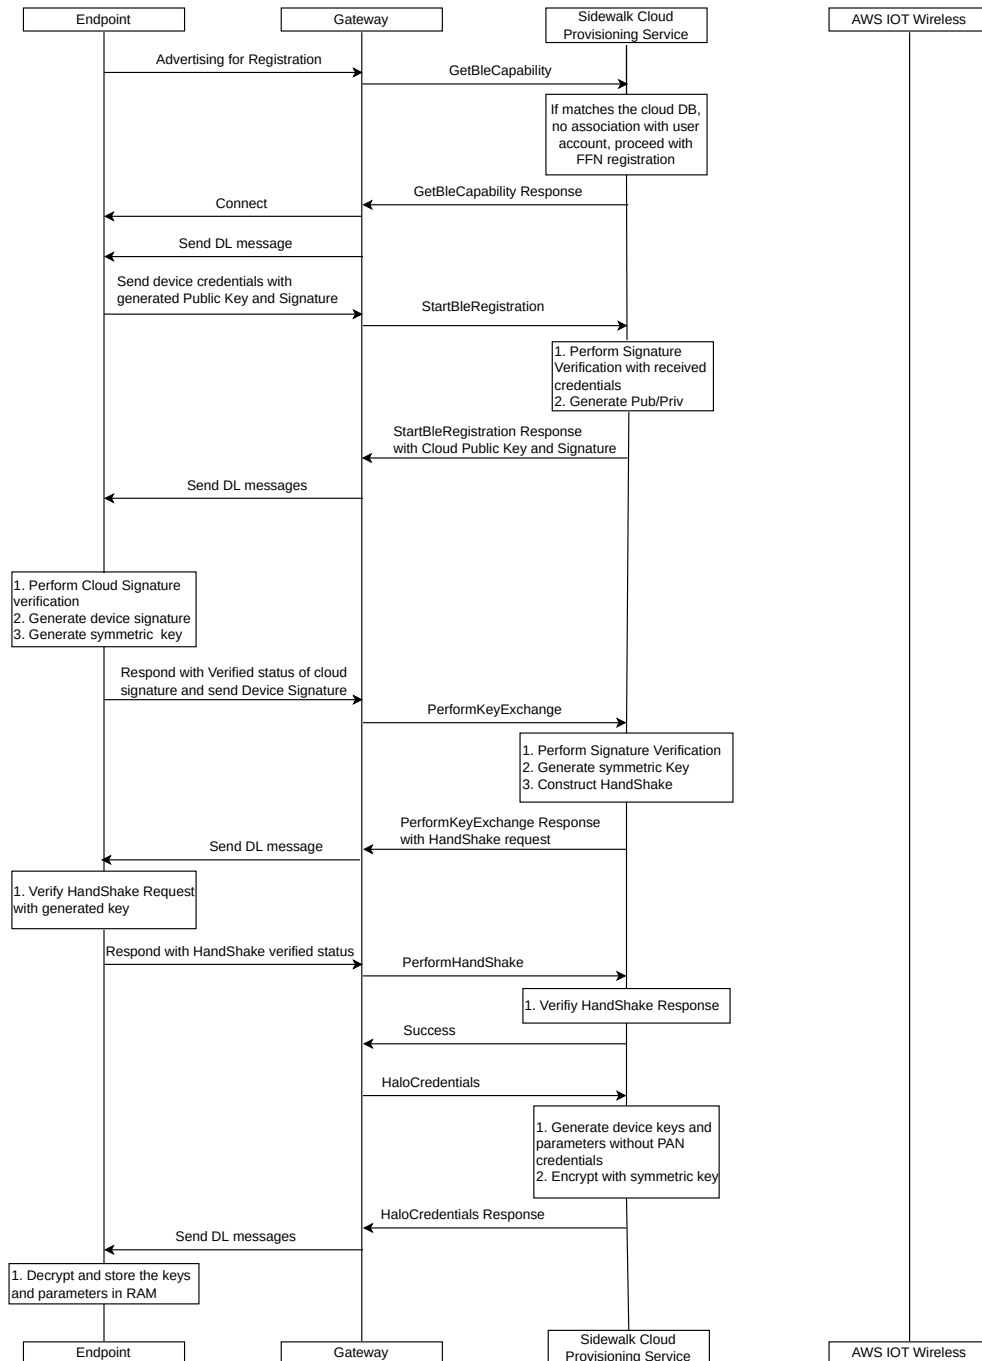 Endpoint
Gateway
Sidewalk Cloud
Provisioning Service
AWS IOT Wireless
Advertising for Registration
GetBleCapability
If matches the cloud DB,
no association with user
account, proceed with
FFN registration
GetBleCapability Response
Connect
Send DL message
Send device credentials with
generated Public Key and Signature
StartBleRegistration
1. Perform Signature
Verification with received
credentials
2. Generate Pub/Priv
StartBleRegistration Response
with Cloud Public Key and Signature
Send DL messages
1. Perform Cloud Signature
verification
2. Generate device signature
3. Generate symmetric key
Respond with Verified status of cloud
signature and send Device Signature
PerformKeyExchange
1. Perform Signature Verification
2. Generate symmetric Key
3. Construct HandShake
PerformKeyExchange Response
with HandShake request
Send DL message
1. Verify HandShake Request
with generated key
Respond with HandShake verified status
PerformHandShake
1. Verifiy HandShake Response
Success
HaloCredentials
1. Generate device keys and
parameters without PAN
credentials
2. Encrypt with symmetric key
HaloCredentials Response
Send DL messages
1. Decrypt and store the keys
and parameters in RAM
Endpoint
Gateway
Sidewalk Cloud
Provisioning Service
AWS IOT Wireless